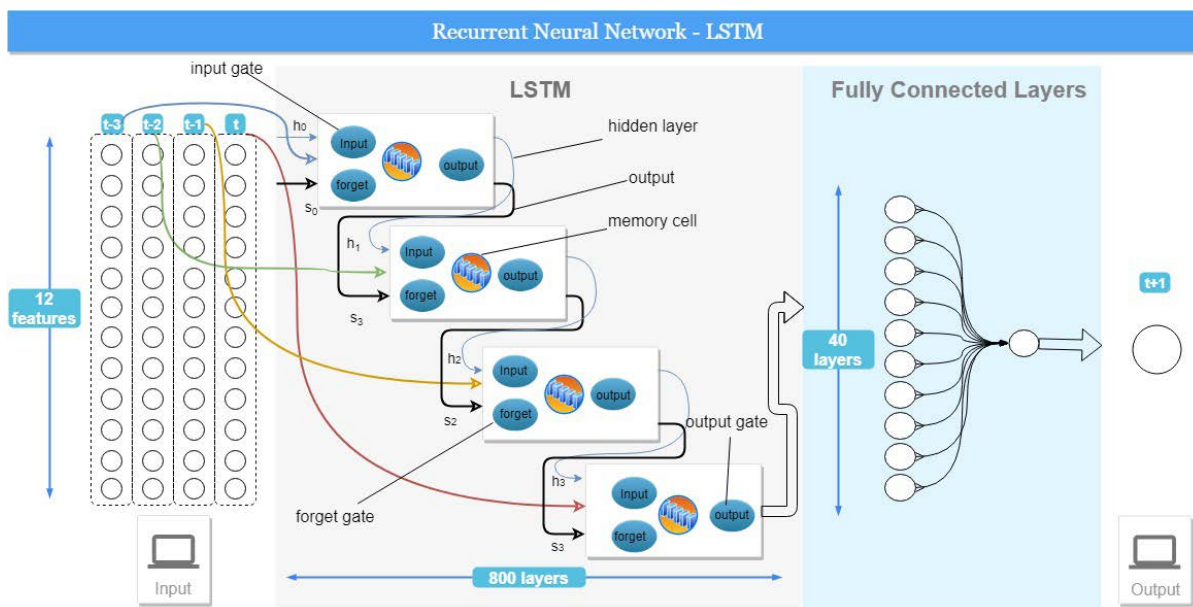 Recurrent Neural Network - LSTM
input gate
LSTM
Fully Connected Layers
t-3
t-2
t-1
t
h0
Input
output
forget
s0
hidden layer
output
memory cell
h1
Input
output
forget
s3
12
features
h2
Input
output
forget
s2
output gate
h3
Input
output
forget
s3
forget gate
40
layers
t+1
800 layers
Input
Output